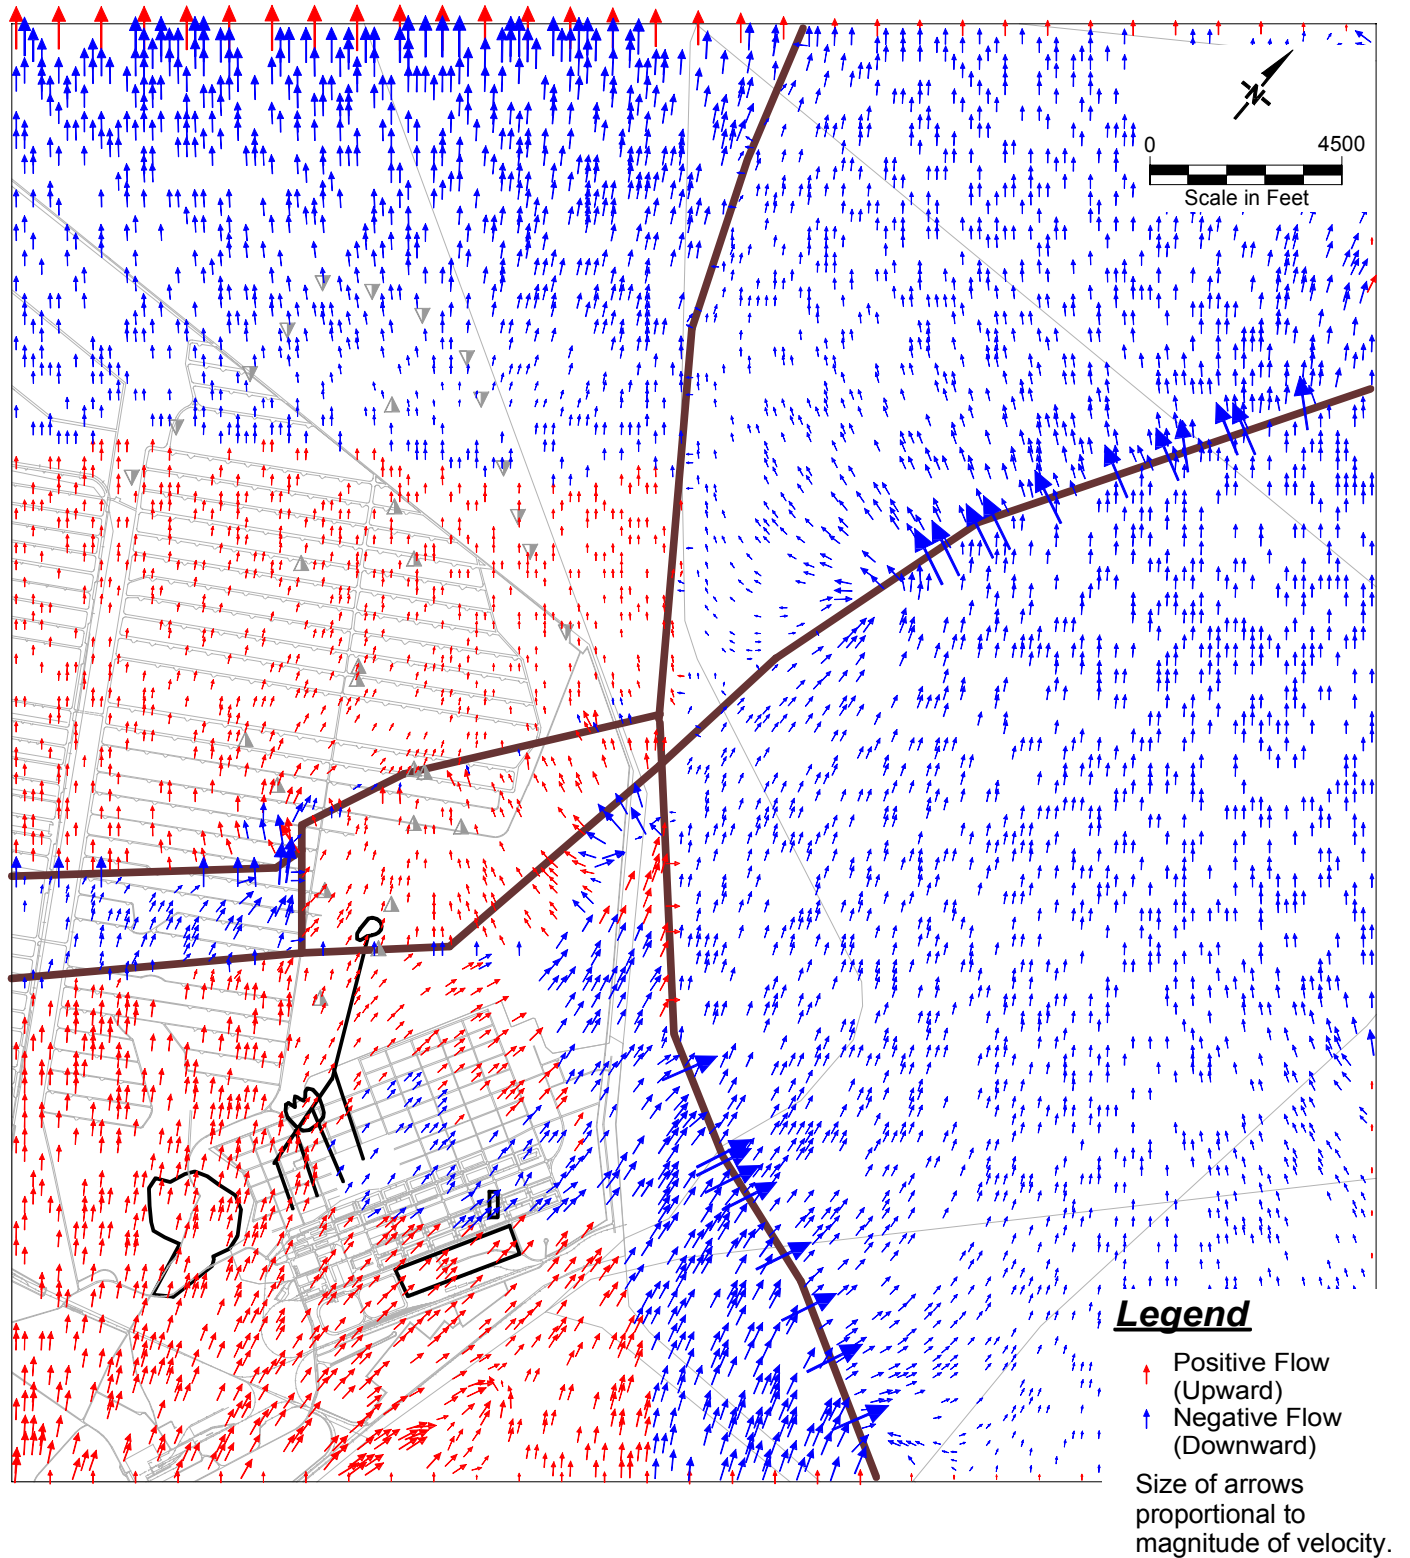 N
0 4500
Scale in Feet
Legend
Positive Flow
(Upward)
Negative Flow
(Downward)
Size of arrows
proportional to
magnitude of velocity.